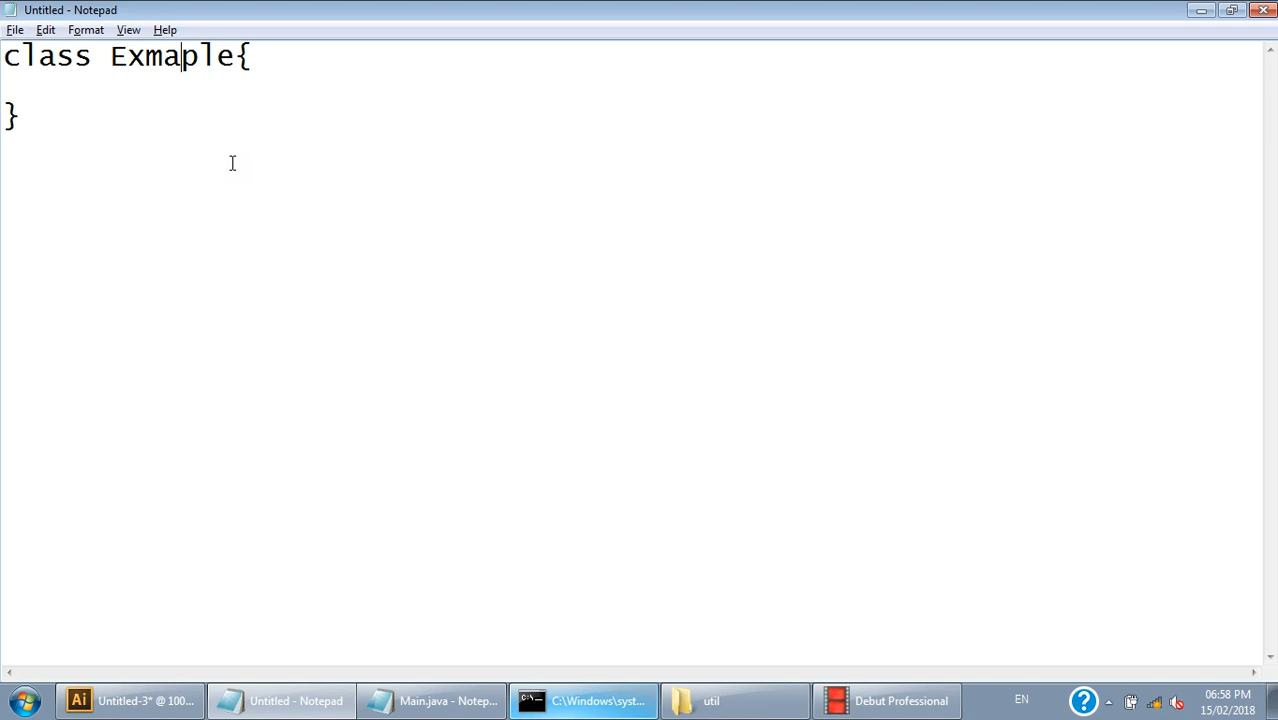 Untitled - Notepad
File Edit Format View Help
class Exmaple{
}
Ai Untitled-3* @ 100... Untitled - Notepad Main.java - Notep... C:\Windows\syst... util Debut Professional EN ? 06:58 PM
15/02/2018